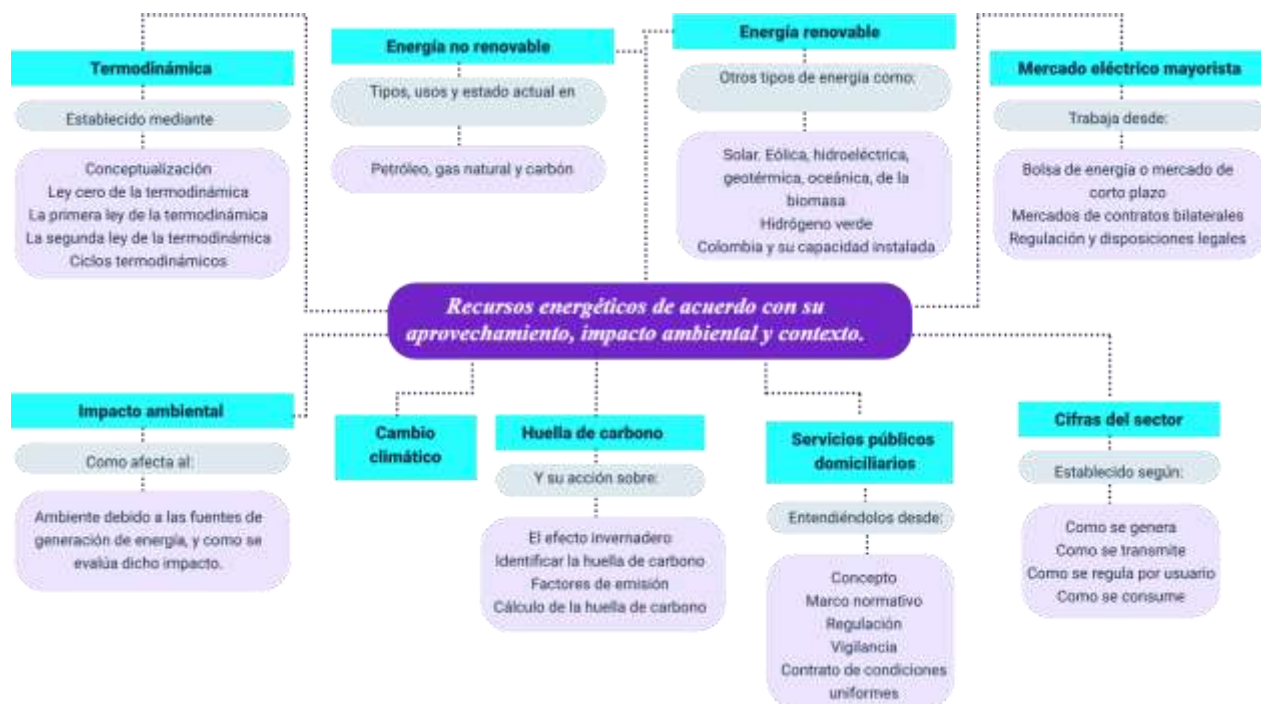 Termodinámica
Establecido mediante
Conceptualización
Ley cero de la termodinámica
La primera ley de la termodinámica
La segunda ley de la termodinámica
Ciclos termodinámicos
Energía no renovable
Tipos, usos y estado actual en
Petróleo, gas natural y carbón
Energía renovable
Otros tipos de energía como:
Solar. Eólica, hidroeléctrica,
geotérmica, oceánica, de la
biomasa
Hidrógeno verde
Colombia y su capacidad instalada
Mercado eléctrico mayorista
Trabaja desde:
Bolsa de energía o mercado de
corto plazo
Mercados de contratos bilaterales
Regulación y disposiciones legales
Recursos energéticos de acuerdo con su
aprovechamiento, impacto ambiental y contexto.
Impacto ambiental
Como afecta al:
Ambiente debido a las fuentes de
generación de energía, y como se
evalúa dicho impacto.
Cambio
climático
Huella de carbono
Y su acción sobre:
El efecto invernadero
Identificar la huella de carbono
Factores de emisión
Cálculo de la huella de carbono
Servicios públicos
domiciliarios
Entendiéndolos desde:
Concepto
Marco normativo
Regulación
Vigilancia
Contrato de condiciones
uniformes
Cifras del sector
Establecido según:
Como se genera
Como se transmite
Como se regula por usuario
Como se consume